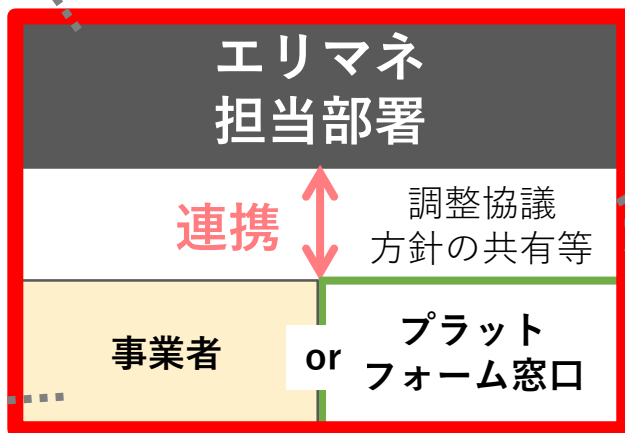 エリマネ
担当部署
連携
調整協議
方針の共有等
事業者
or
プラット
フォーム窓口